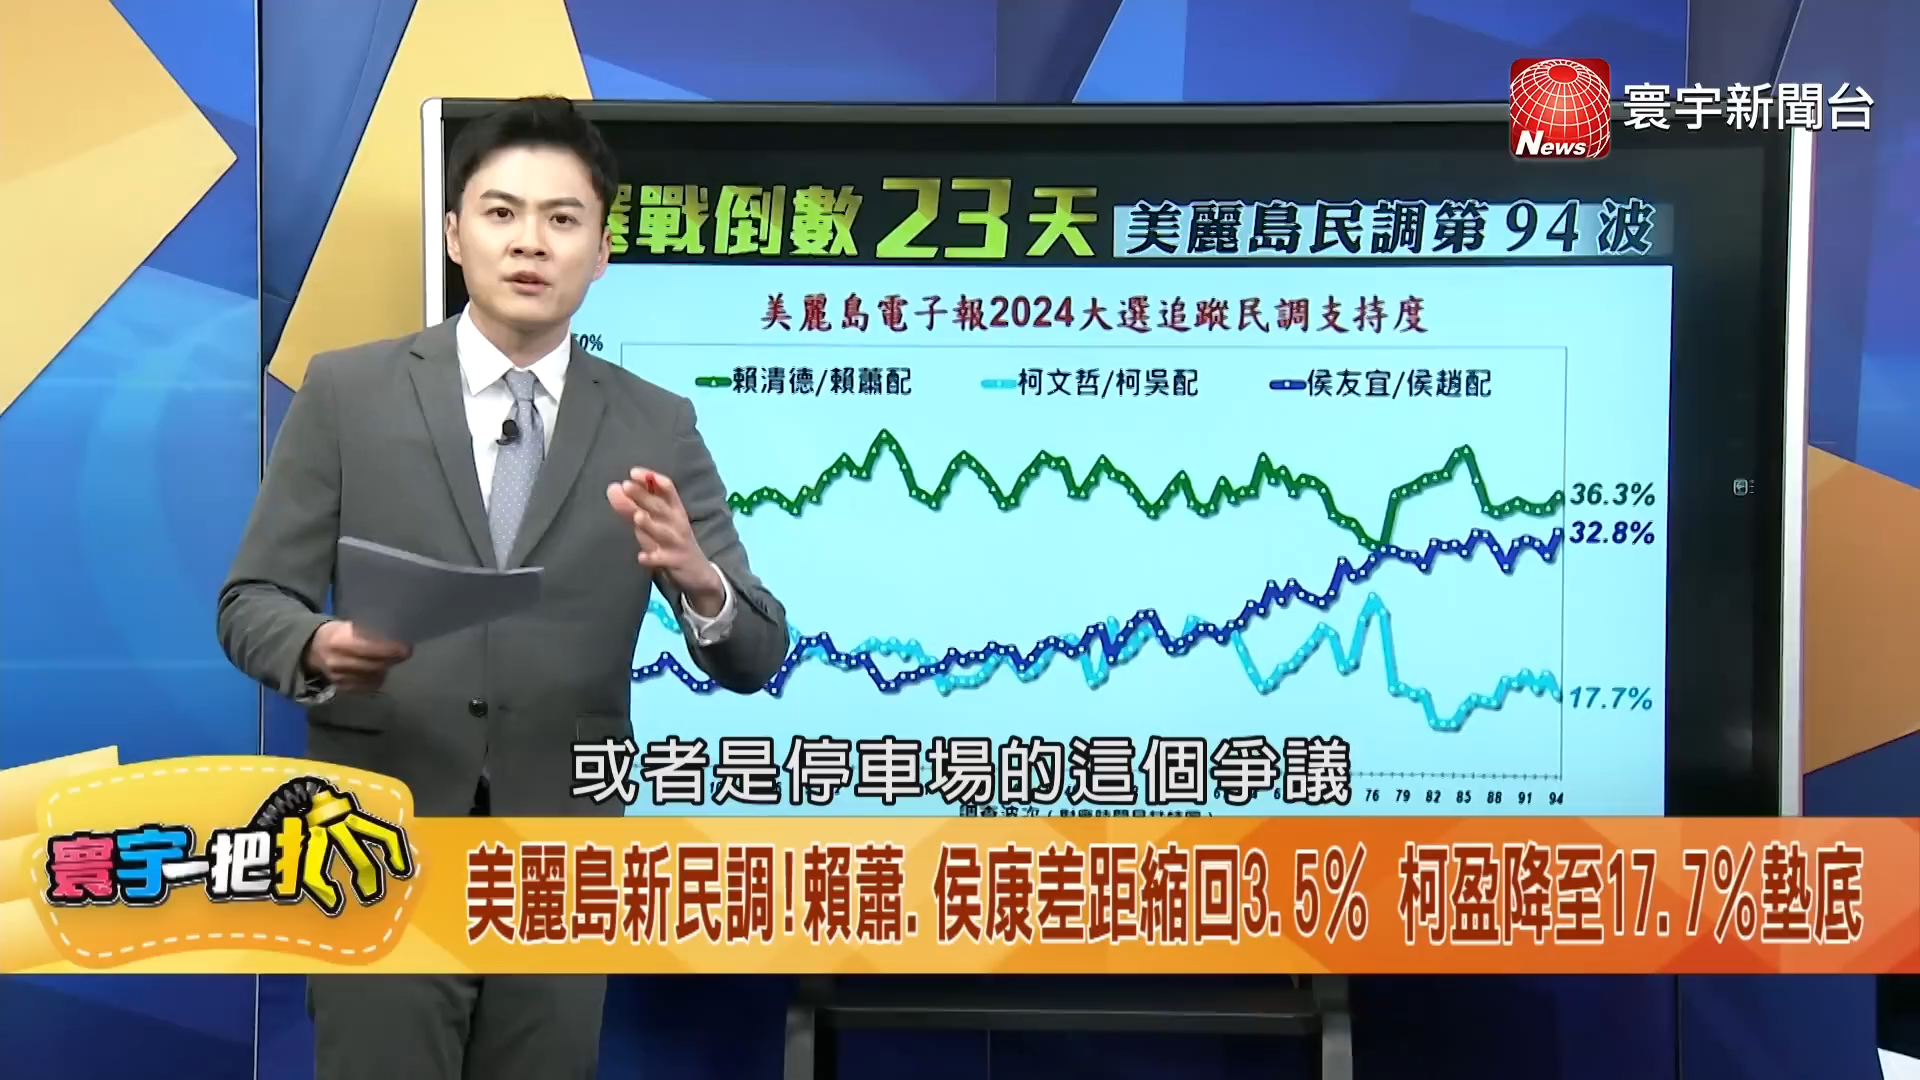 寰宇新聞台
News
選戰倒數23天 美麗島民調第94波
美麗島電子報2024大選追蹤民調支持度
0%
賴清德/賴蕭配 柯文哲/柯吳配 侯友宜/侯趙配
36.3%
32.8%
17.7%
76 79 82 85 88 91 94
或者是停車場的這個爭議
寰宇一把抓
美麗島新民調!賴蕭.侯康差距縮回3.5% 柯盈降至17.7%墊底